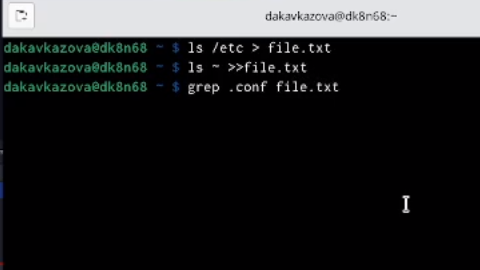 dakavkazova@dk8n68:~
dakavkazova@dk8n68 ~ $ ls /etc > file.txt
dakavkazova@dk8n68 ~ $ ls ~ >>file.txt
dakavkazova@dk8n68 ~ $ grep .conf file.txt